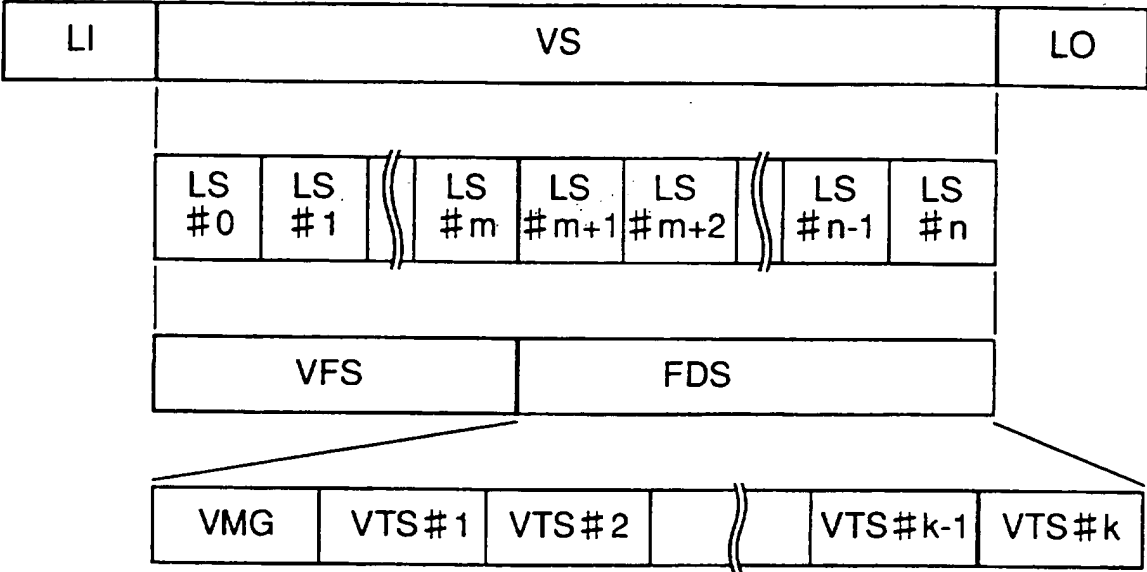 LI VS LO
LS LS LS LS LS LS LS
#0 #1 #m #m+1 #m+2 #n-1 #n
VFS FDS
VMG VTS#1 VTS#2 VTS#k-1 VTS#k